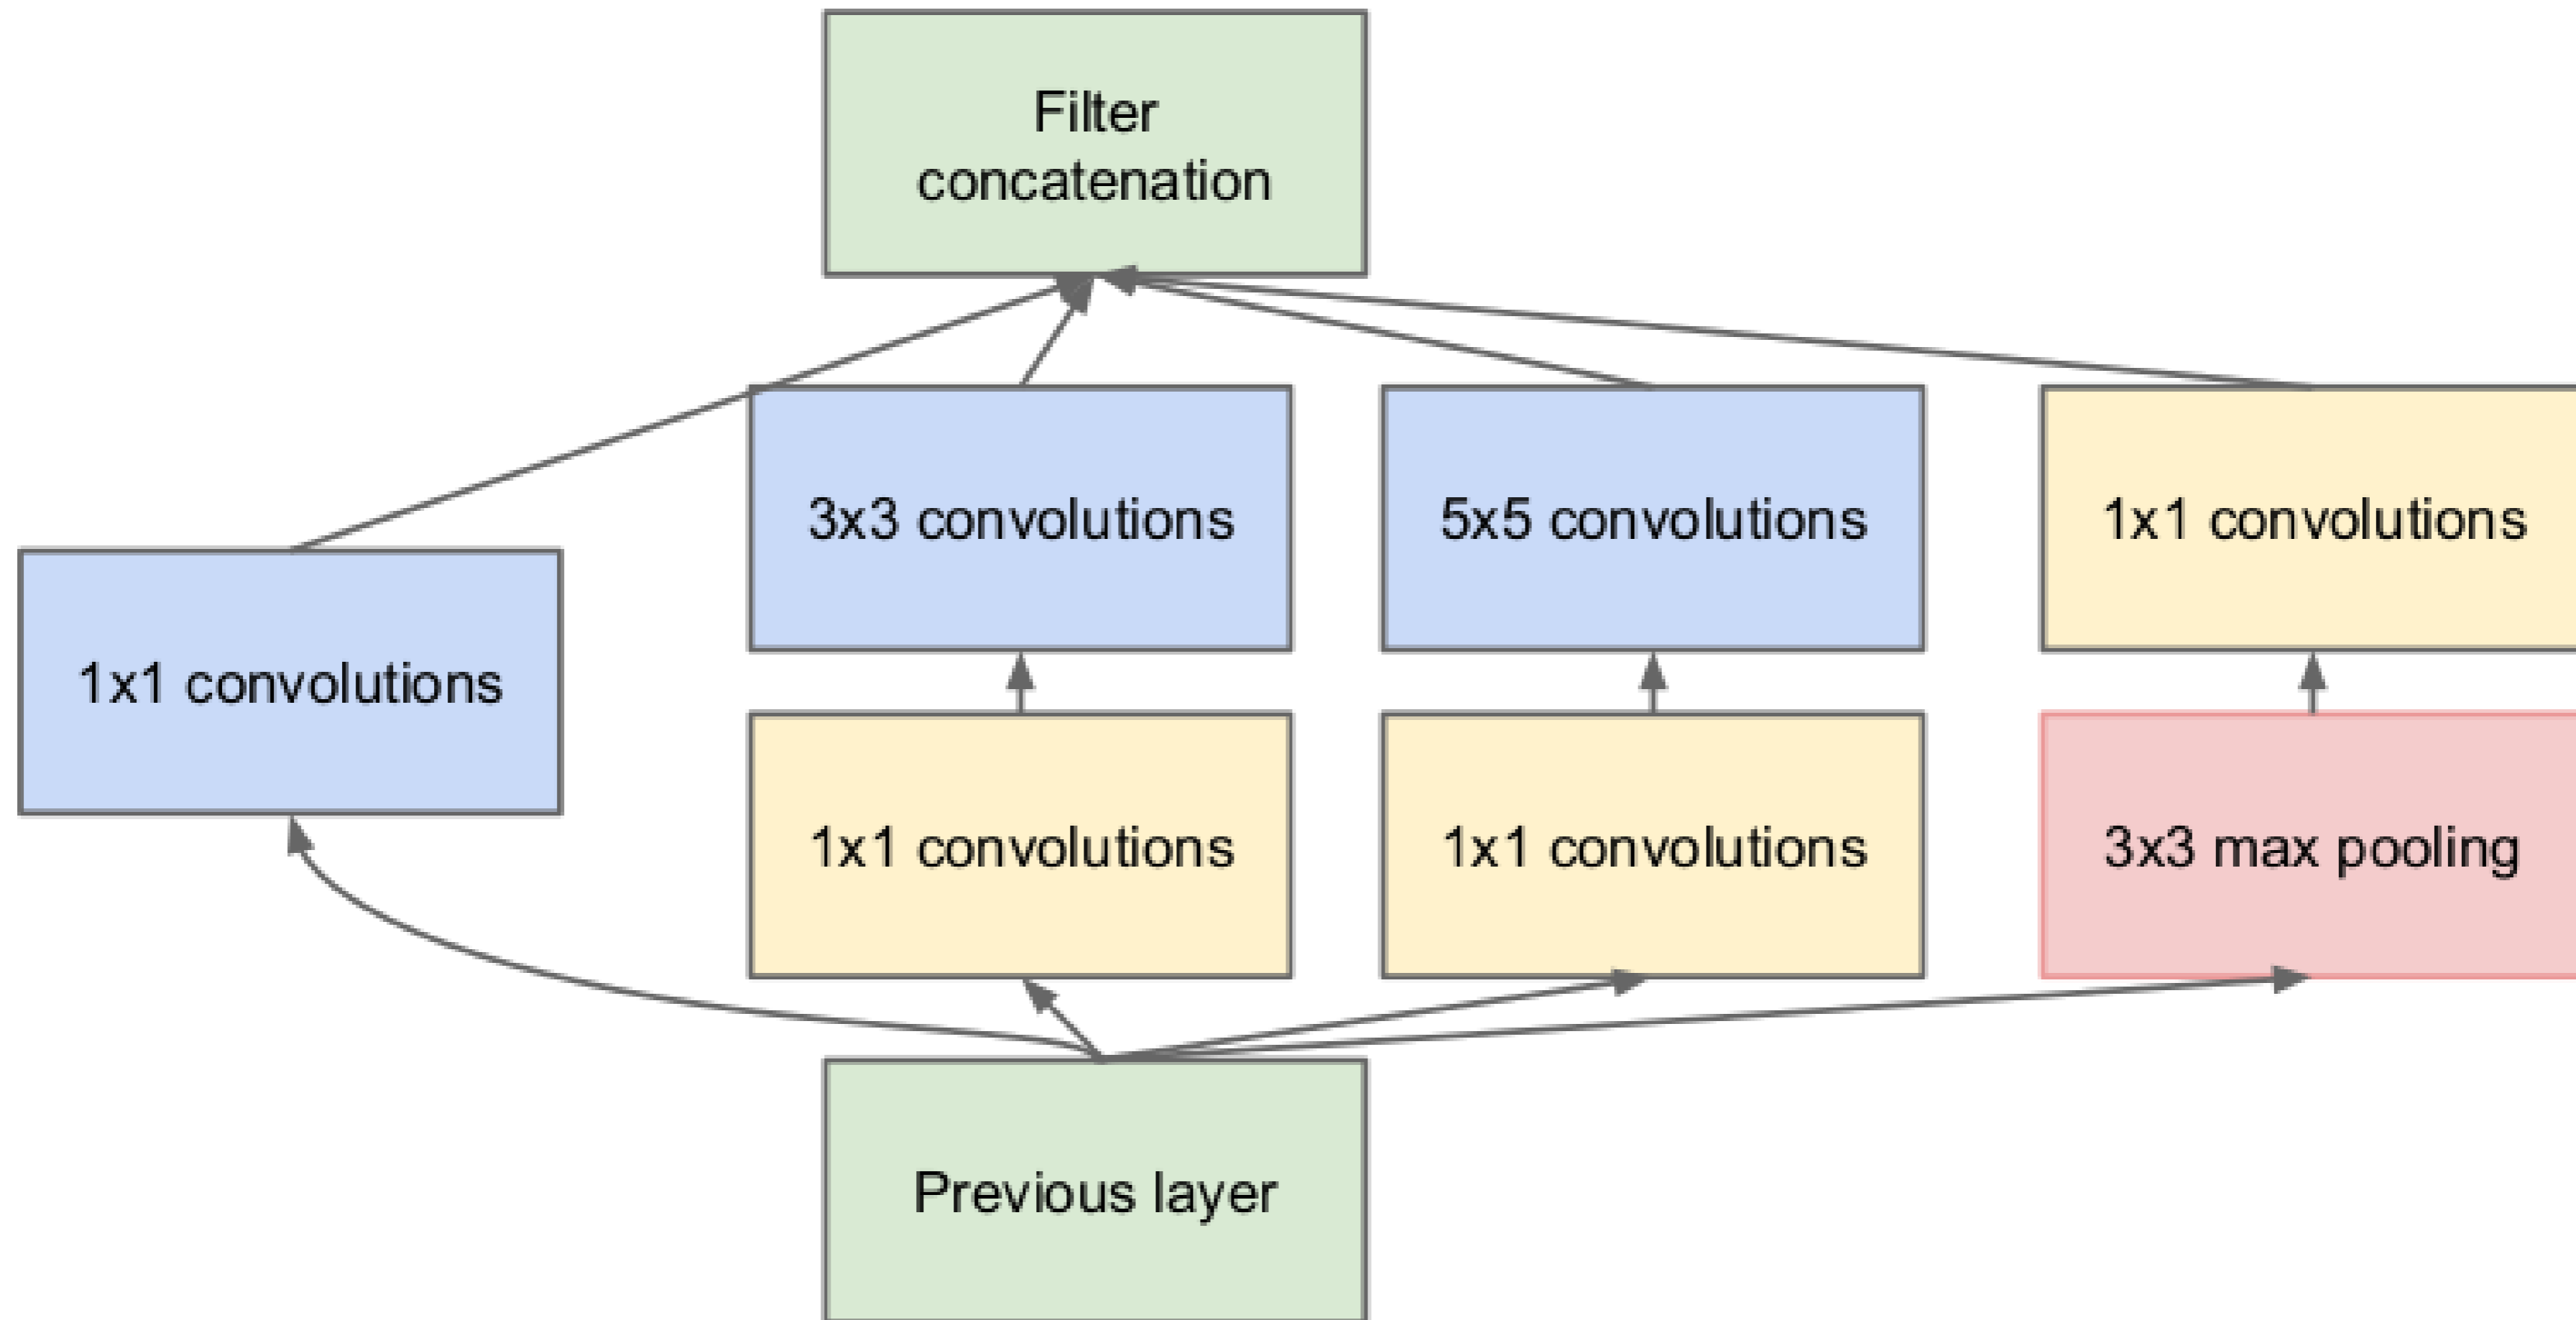 Filter
concatenation
3x3 convolutions
5x5 convolutions
1x1 convolutions
1x1 convolutions
1x1 convolutions
1x1 convolutions
3x3 max pooling
Previous layer